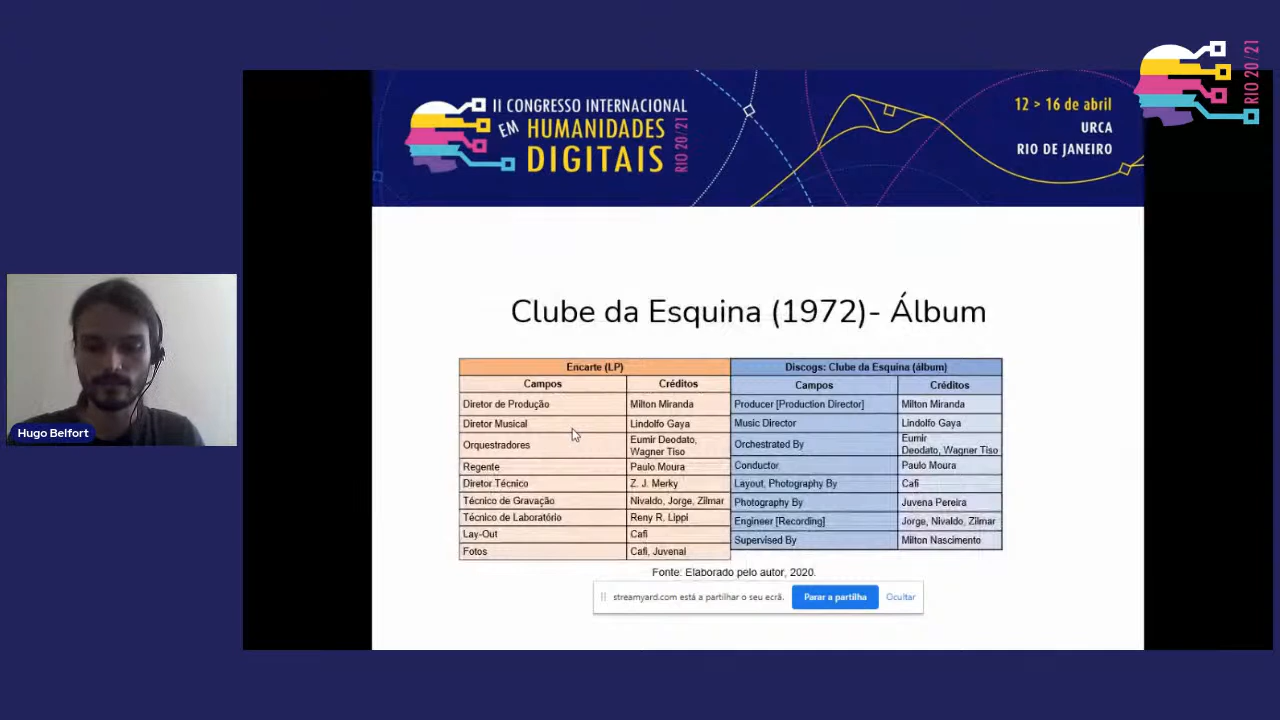 RIO 20/21
II CONGRESSO INTERNACIONAL
EM HUMANIDADES
DIGITAIS
RIO 20/21
12 > 16 de abril
URCA
RIO DE JANEIRO
Clube da Esquina (1972)- Álbum
Encarte (LP)
Campos Créditos
Diretor de Produção Milton Miranda
Diretor Musical Lindolfo Gaya
Orquestradores Eumir Deodato,
Wagner Tiso
Regente Paulo Moura
Diretor Técnico Z. J. Merky
Técnico de Gravação Nivaldo, Jorge, Zilmar
Técnico de Laboratório Reny R. Lippi
Lay-Out Cafi
Fotos Cafi, Juvenal
Discogs: Clube da Esquina (álbum)
Campos Créditos
Producer [Production Director] Milton Miranda
Music Director Lindolfo Gaya
Orchestrated By Eumir
Deodato, Wagner Tiso
Conductor Paulo Moura
Layout, Photography By Cafi
Photography By Juvena Pereira
Engineer [Recording] Jorge, Nivaldo, Zilmar
Supervised By Milton Nascimento
Fonte: Elaborado pelo autor, 2020.
streamyard.com está a partilhar o seu ecrã. Parar a partilha Ocultar
Hugo Belfort